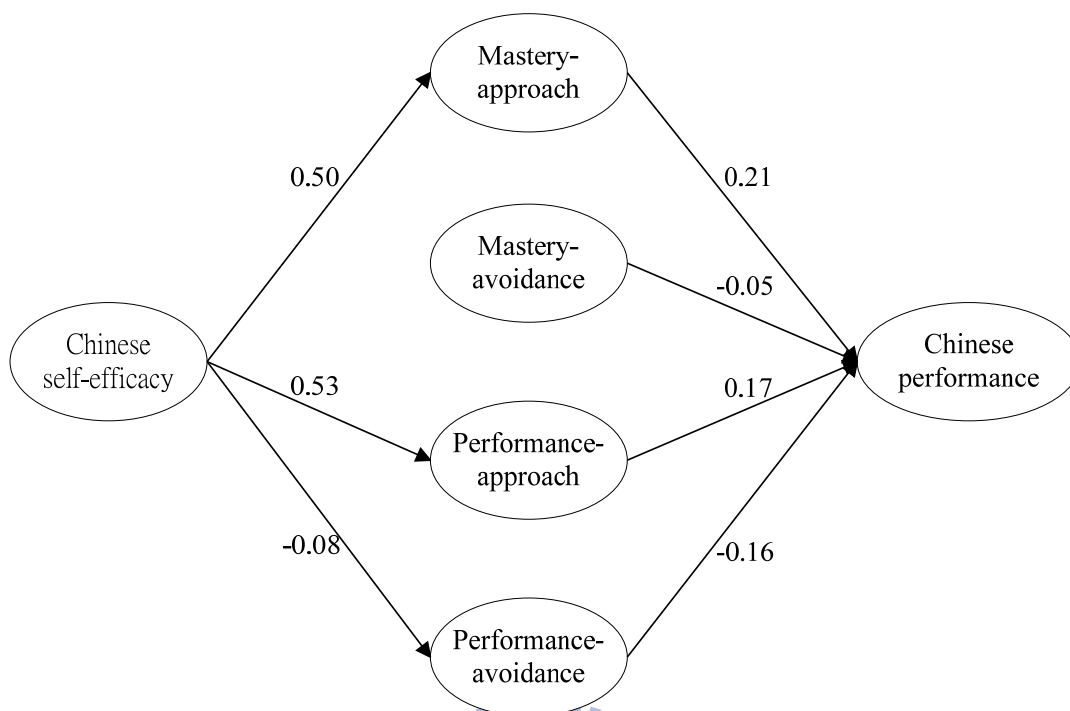 Mastery-
approach
0.50
0.21
Mastery-
avoidance
-0.05
Chinese
self-efficacy
Chinese
performance
0.53
0.17
Performance-
approach
-0.08
-0.16
Performance-
avoidance